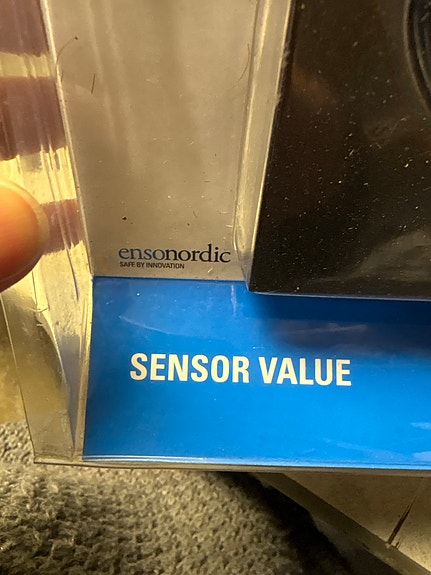 ensonordic
SAFE BY INNOVATION
SENSOR VALUE